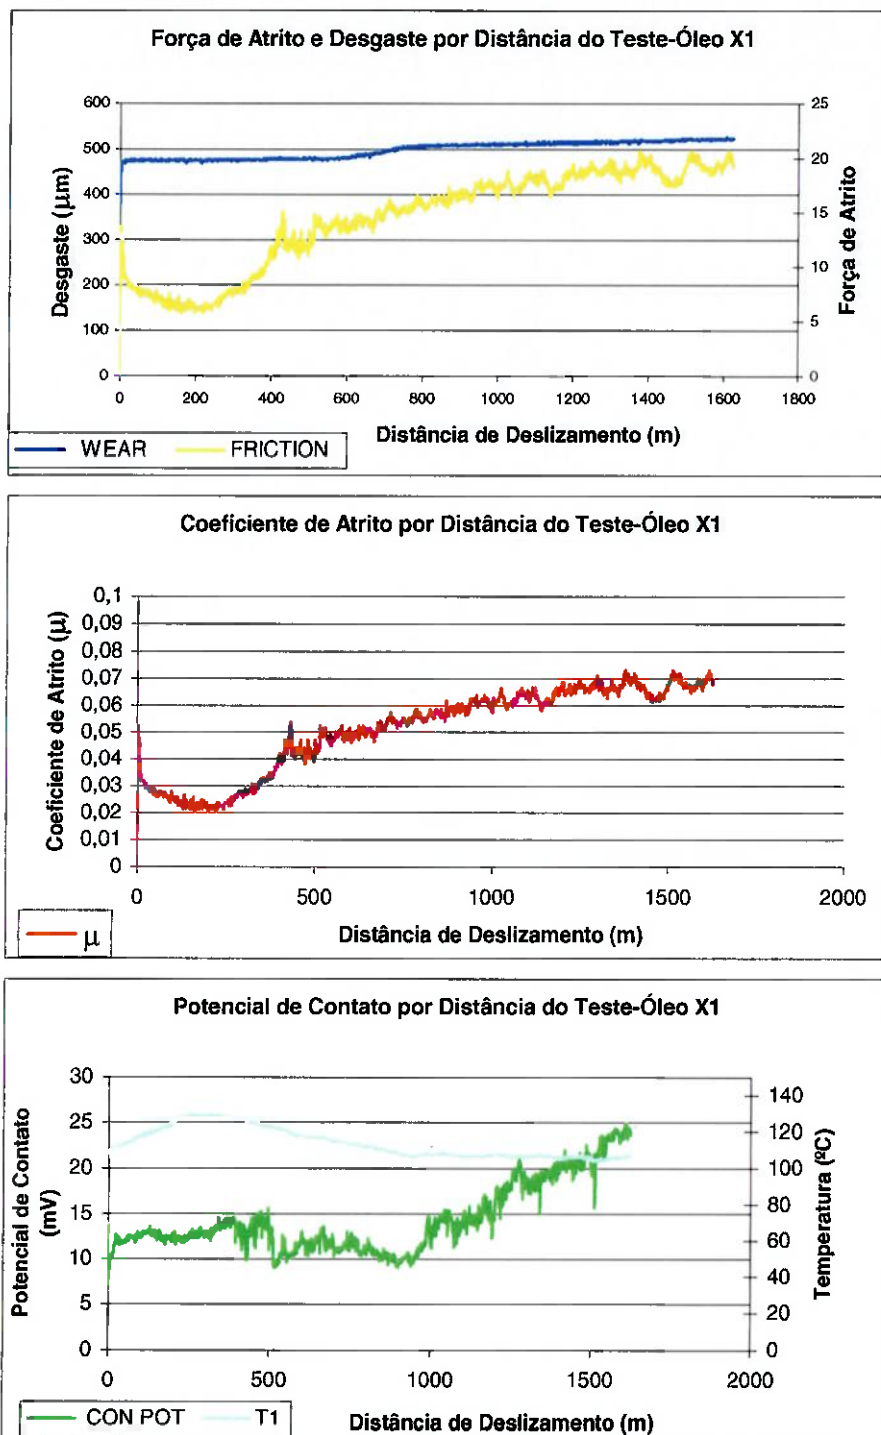 Força de Atrito e Desgaste por Distância do Teste-Óleo X1
600
500
400
300
200
100
0
Desgaste (µm)
25
20
15
10
5
0
Força de Atrito
0 200 400 600 800 1000 1200 1400 1600 1800
Distância de Deslizamento (m)
WEAR FRICTION
Coeficiente de Atrito por Distância do Teste-Óleo X1
0,1
0,09
0,08
0,07
0,06
0,05
0,04
0,03
0,02
0,01
0
Coeficiente de Atrito (µ)
0 500 1000 1500 2000
Distância de Deslizamento (m)
µ
Potencial de Contato por Distância do Teste-Óleo X1
30
25
20
15
10
5
0
Potencial de Contato
(mV)
140
120
100
80
60
40
20
0
Temperatura (ºC)
0 500 1000 1500 2000
Distância de Deslizamento (m)
CON POT T1